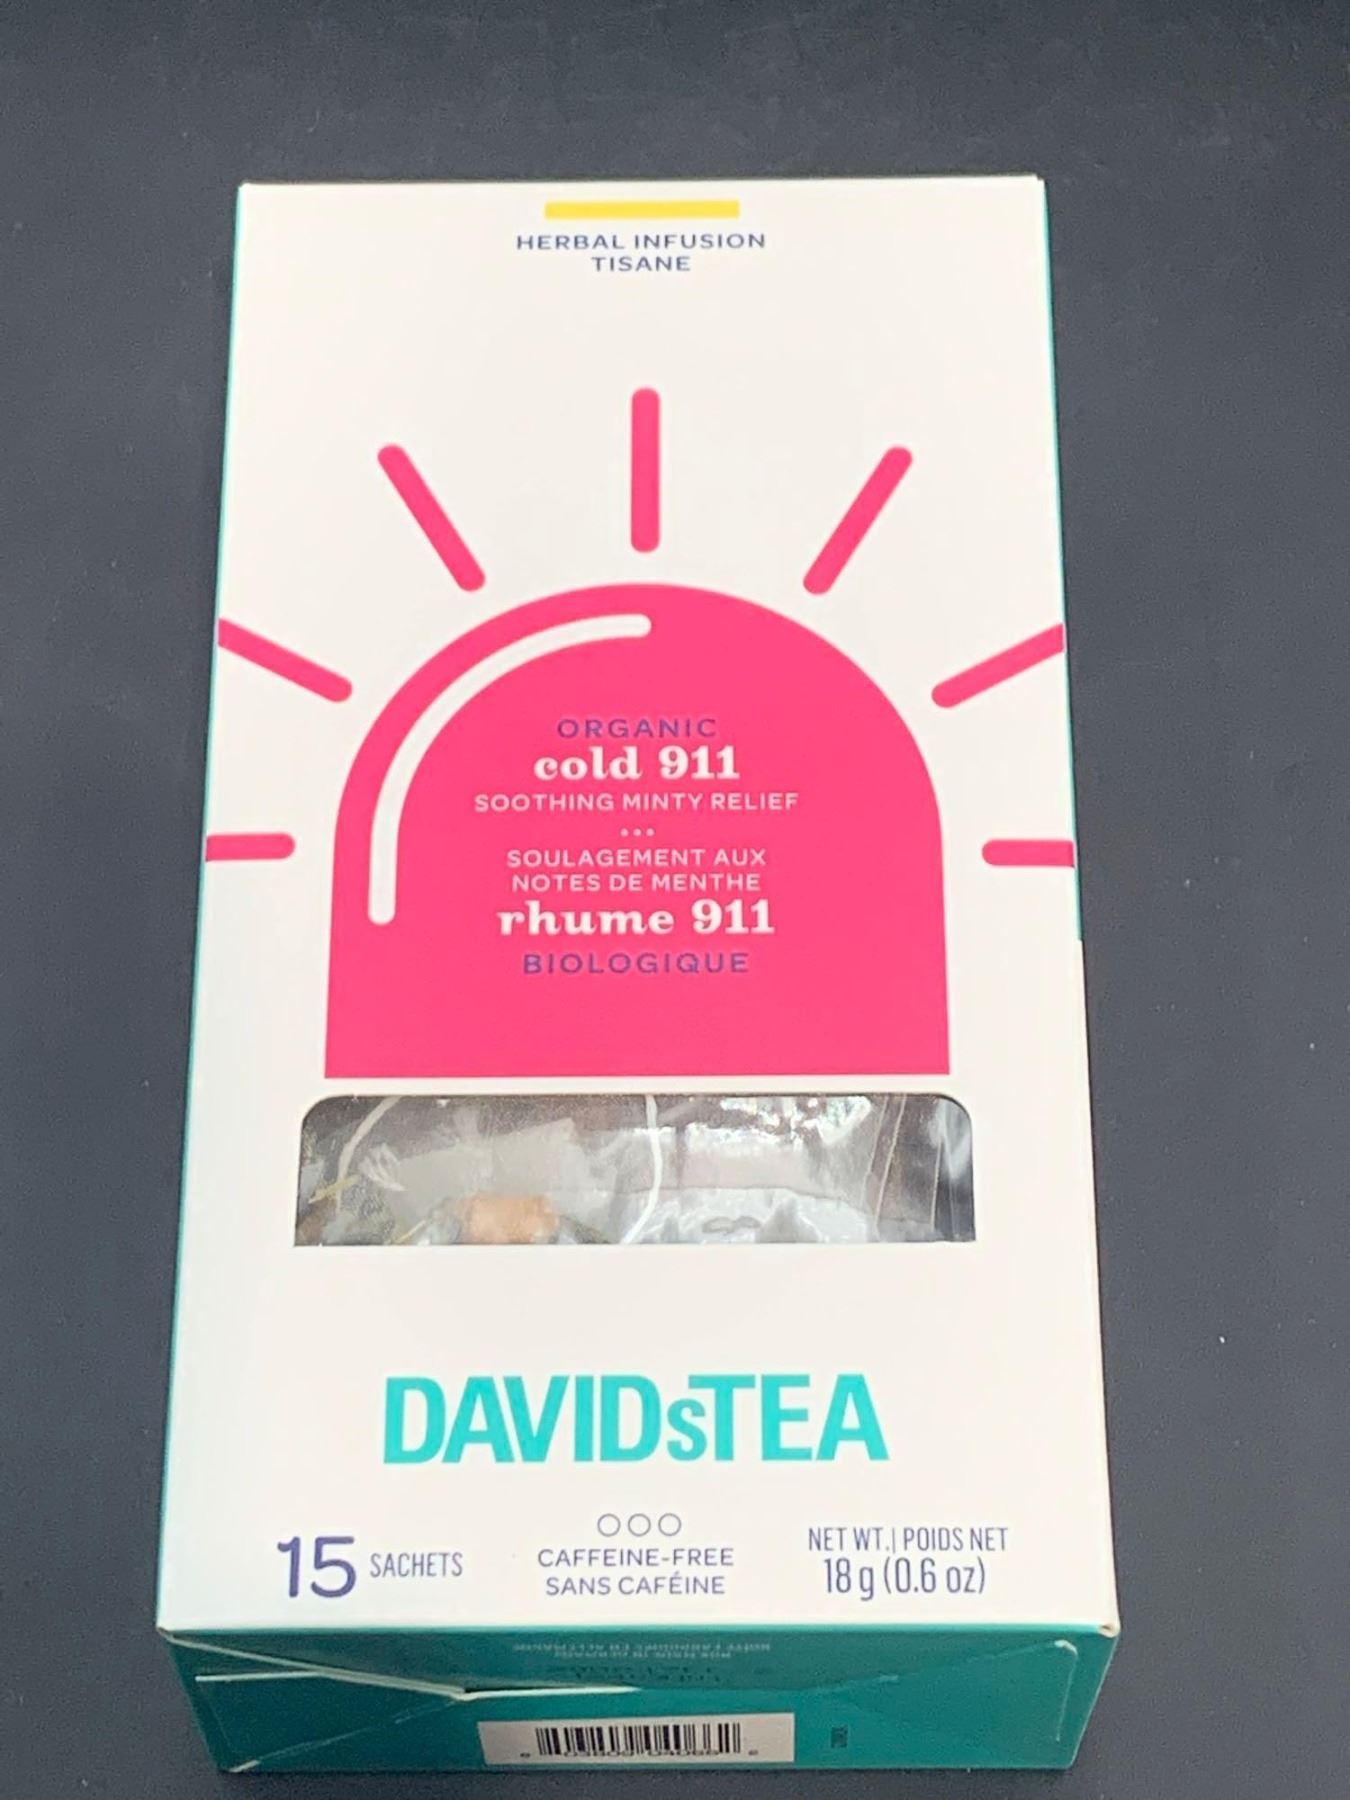 HERBAL INFUSION
TISANE
ORGANIC
cold 911
SOOTHING MINTY RELIEF
...
SOULAGEMENT AUX
NOTES DE MENTHE
rhume 911
BIOLOGIQUE
DAVIDsTEA
15 SACHETS
CAFFEINE-FREE
SANS CAFÉINE
NET WT. | POIDS NET
18 g (0.6 oz)